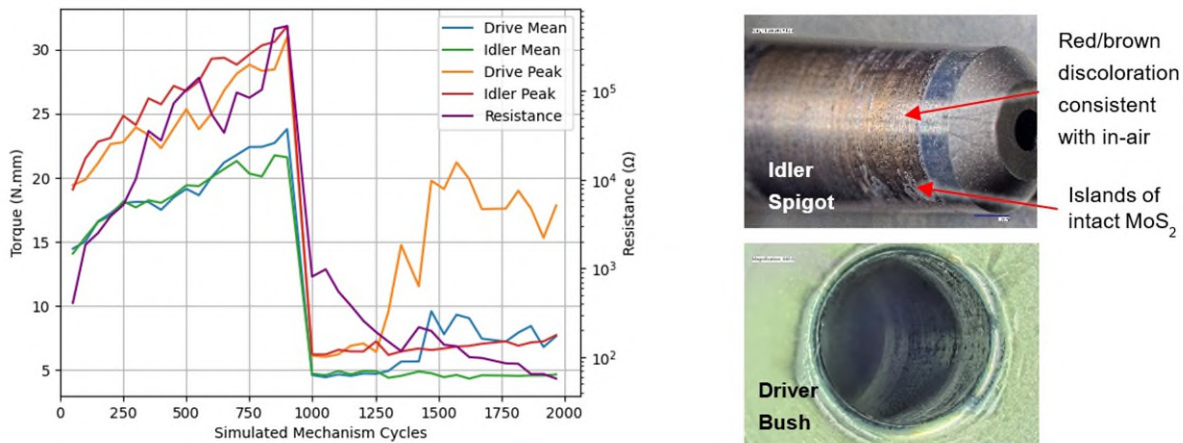 Drive Mean
Idler Mean
Drive Peak
Idler Peak
Resistance
30
25
20
15
10
5
Torque (N.mm)
10⁵
10⁴
10³
10²
Resistance (Ω)
0 250 500 750 1000 1250 1500 1750 2000
Simulated Mechanism Cycles
Idler
Spigot
Red/brown
discoloration
consistent
with in-air
Islands of
intact MoS₂
Driver
Bush